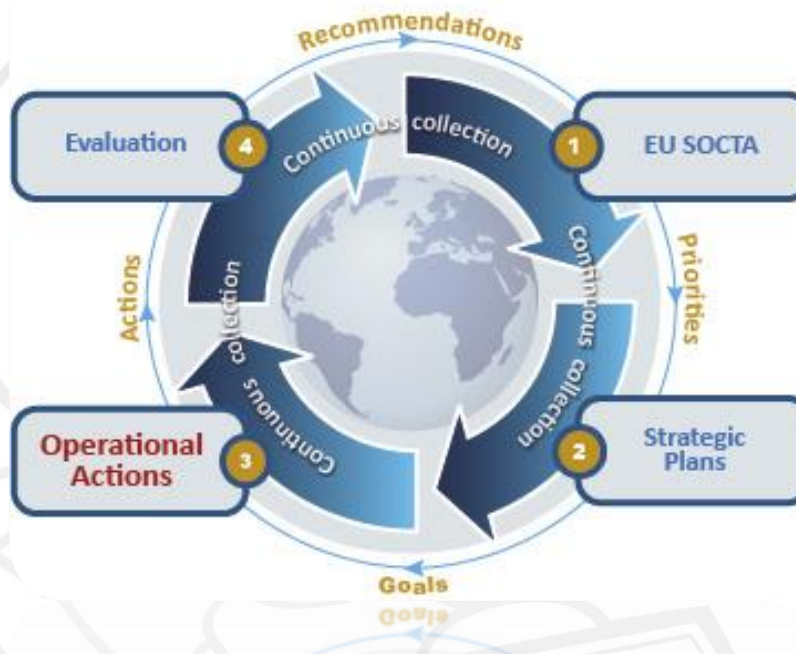 Recommendations
Evaluation
4
Continuous collection
1
EU SOCTA
Priorities
Continuous collection
2
Strategic
Plans
Goals
Continuous collection
3
Operational
Actions
Actions
Goals